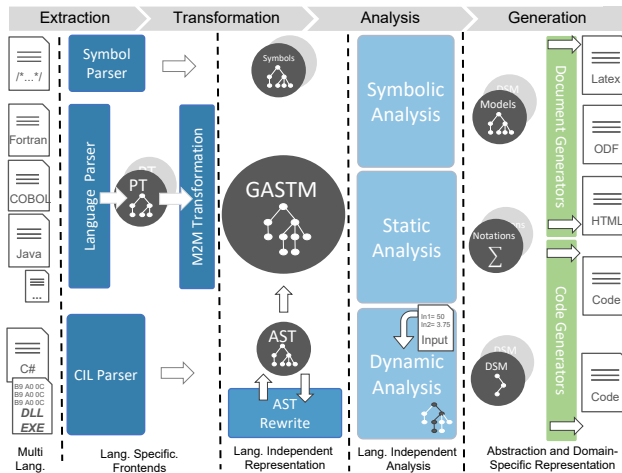 Extraction
Transformation
Analysis
Generation
/*...*/
Fortran
COBOL
Java
...
C#
B9 A0 0C
B9 A0 0C
B9 A0 0C
DLL
EXE
Multi
Lang.
Symbol
Parser
Language Parser
PT
PT
M2M Transformation
CIL Parser
Lang. Specific.
Frontends
Symbols
GASTM
AST
AST
Rewrite
Lang. Independent
Representation
Symbolic
Analysis
Static
Analysis
In1= 50
In2= 3.75
Input
Dynamic
Analysis
Lang. Independent
Analysis
DSM
Models
Notations
Σ
DSM
DSM
Document Generators
Code Generators
Latex
ODF
HTML
Code
Code
Abstraction and Domain-
Specific Representation